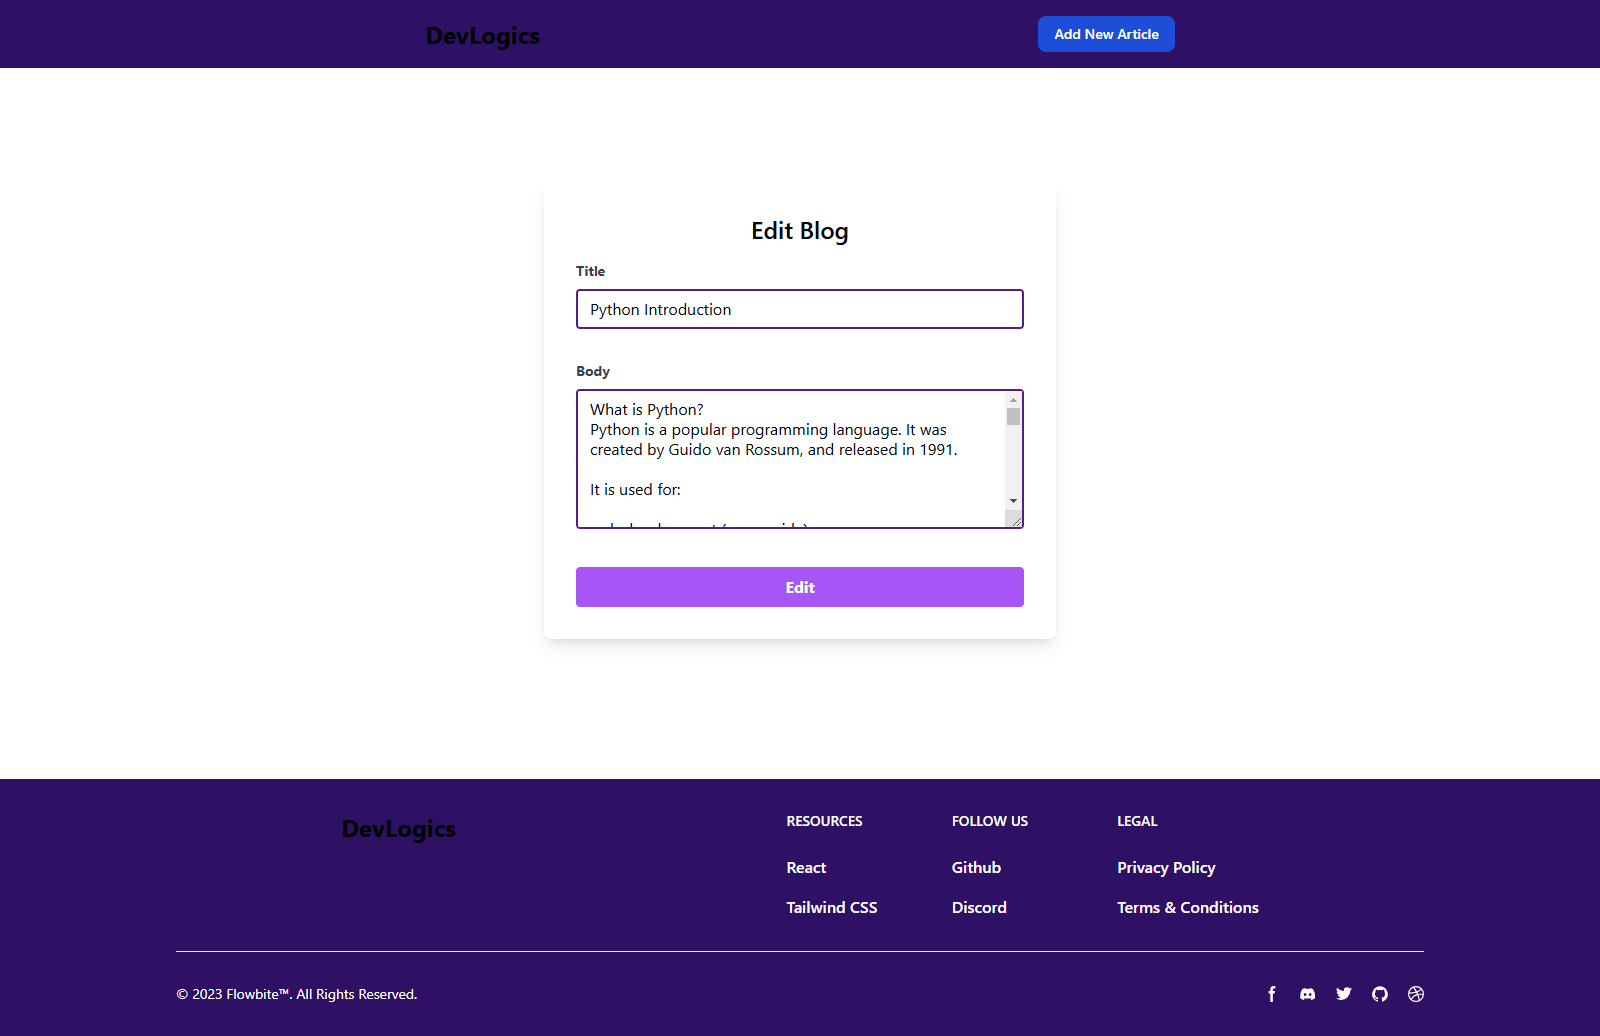 DevLogics
Add New Article
Edit Blog
Title
Python Introduction
Body
What is Python?
Python is a popular programming language. It was
created by Guido van Rossum, and released in 1991.
It is used for:
Edit
DevLogics
RESOURCES
React
Tailwind CSS
FOLLOW US
Github
Discord
LEGAL
Privacy Policy
Terms & Conditions
© 2023 Flowbite™. All Rights Reserved.